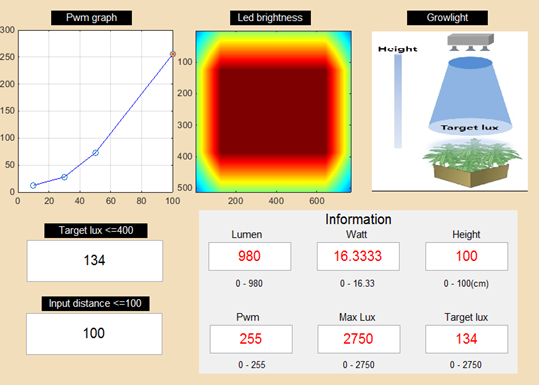 Pwm graph
Led brightness
Growlight
300
250
200
150
100
50
0
0 20 40 60 80 100
100
200
300
400
500
200 400 600
Height
Target lux
Target lux <=400
134
Input distance <=100
100
Information
Lumen Watt Height
980 16.3333 100
0 - 980 0 - 16.33 0 - 100(cm)
Pwm Max Lux Target lux
255 2750 134
0 - 255 0 - 2750 0 - 2750